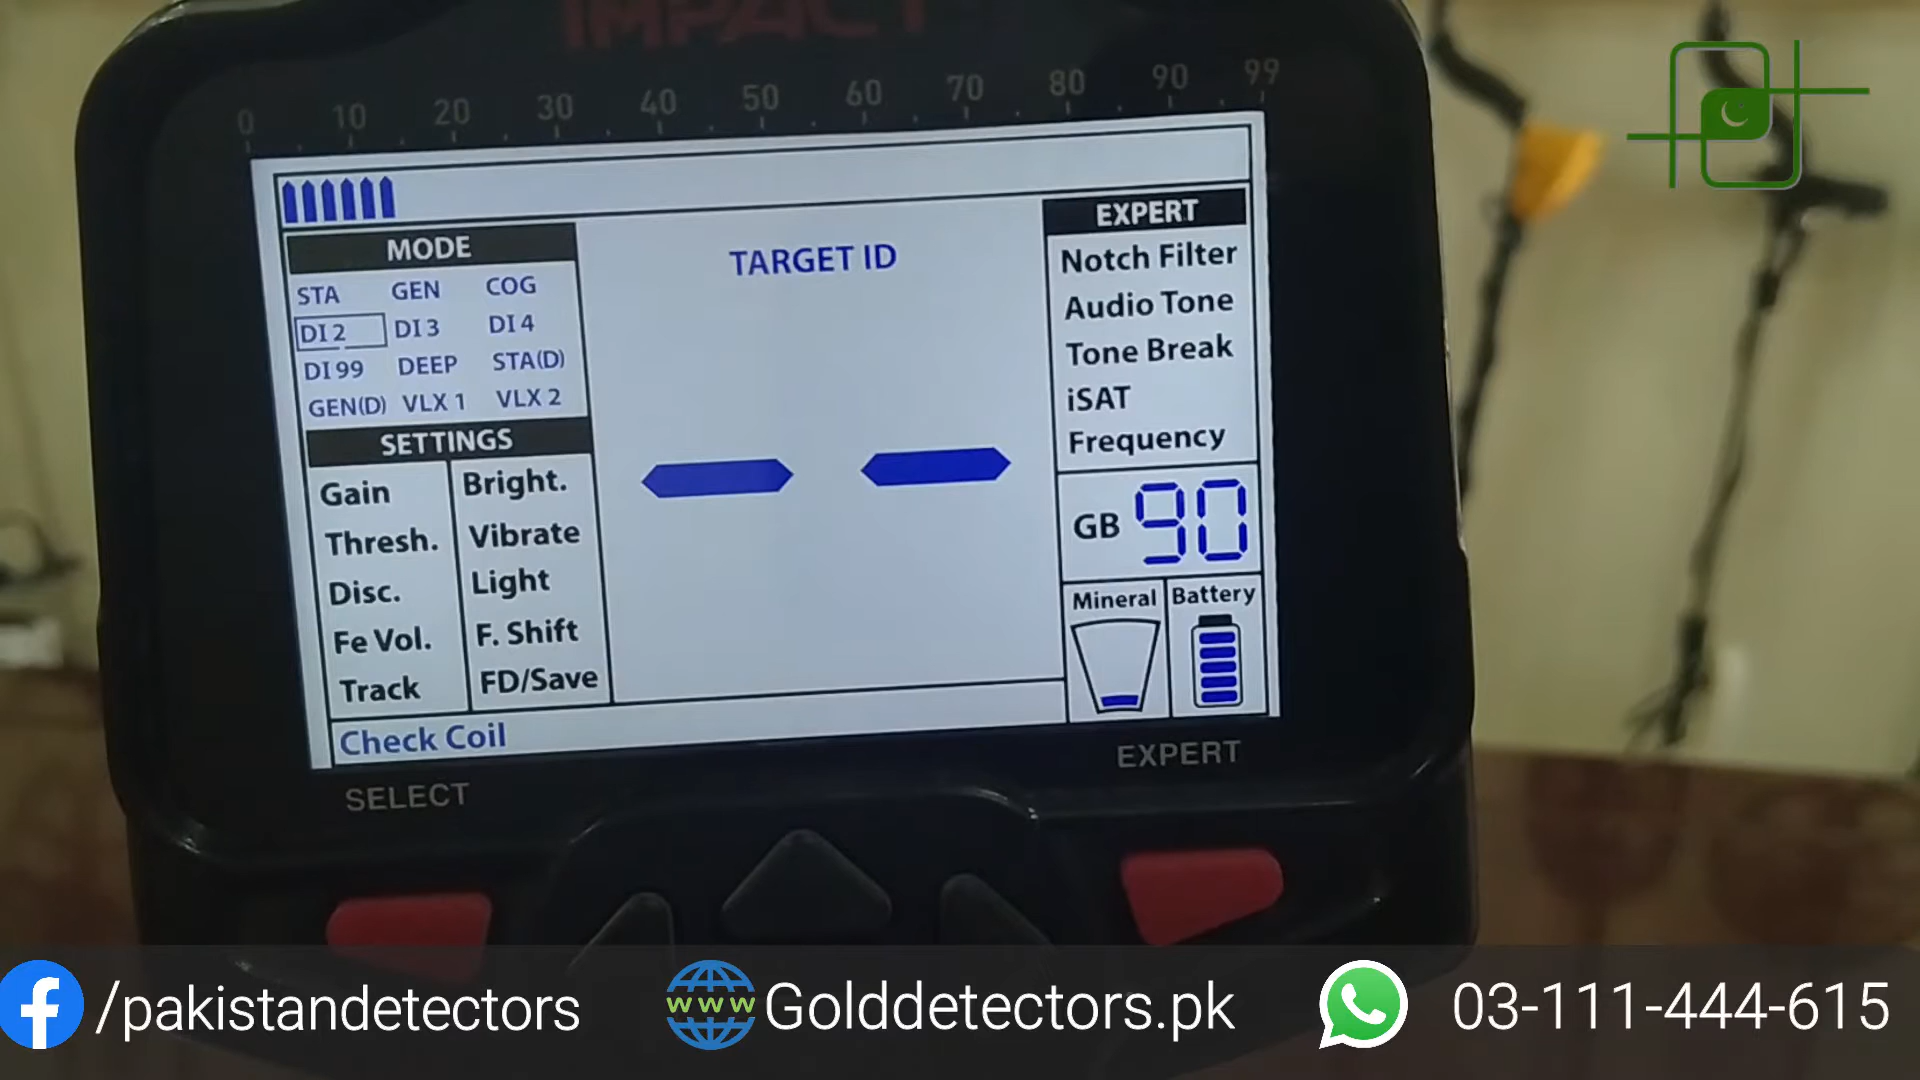 IMPACT
0 10 20 30 40 50 60 70 80 90 99
MODE
STA GEN COG
DI 2 DI 3 DI 4
DI 99 DEEP STA(D)
GEN(D) VLX 1 VLX 2
SETTINGS
Gain Bright.
Thresh. Vibrate
Disc. Light
Fe Vol. F. Shift
Track FD/Save
Check Coil
TARGET ID
EXPERT
Notch Filter
Audio Tone
Tone Break
iSAT
Frequency
GB 90
Mineral Battery
SELECT EXPERT
/pakistandetectors
www Golddetectors.pk
03-111-444-615